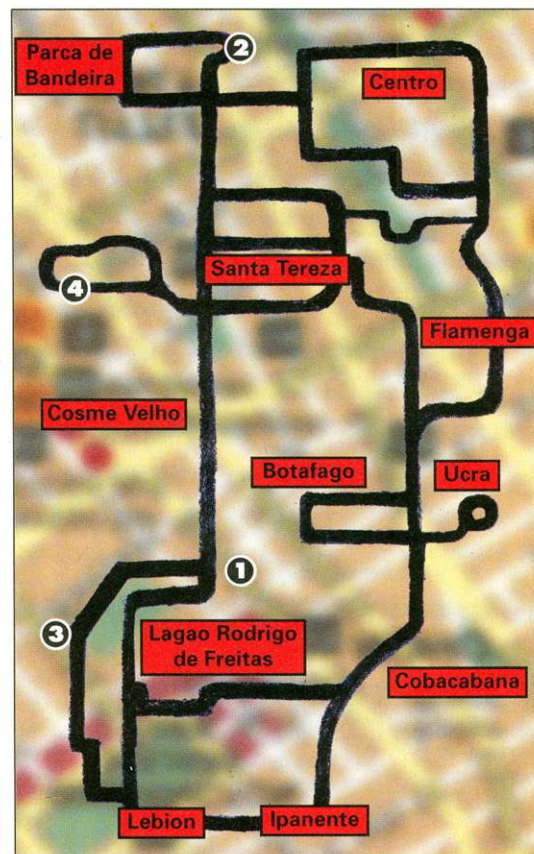 Parca de
Bandeira
2
Centro
Santa Tereza
4
Flamenga
Cosme Velho
Botafago
Ucra
1
3
Lagao Rodrigo
de Freitas
Cobacabana
Lebion
Ipanente